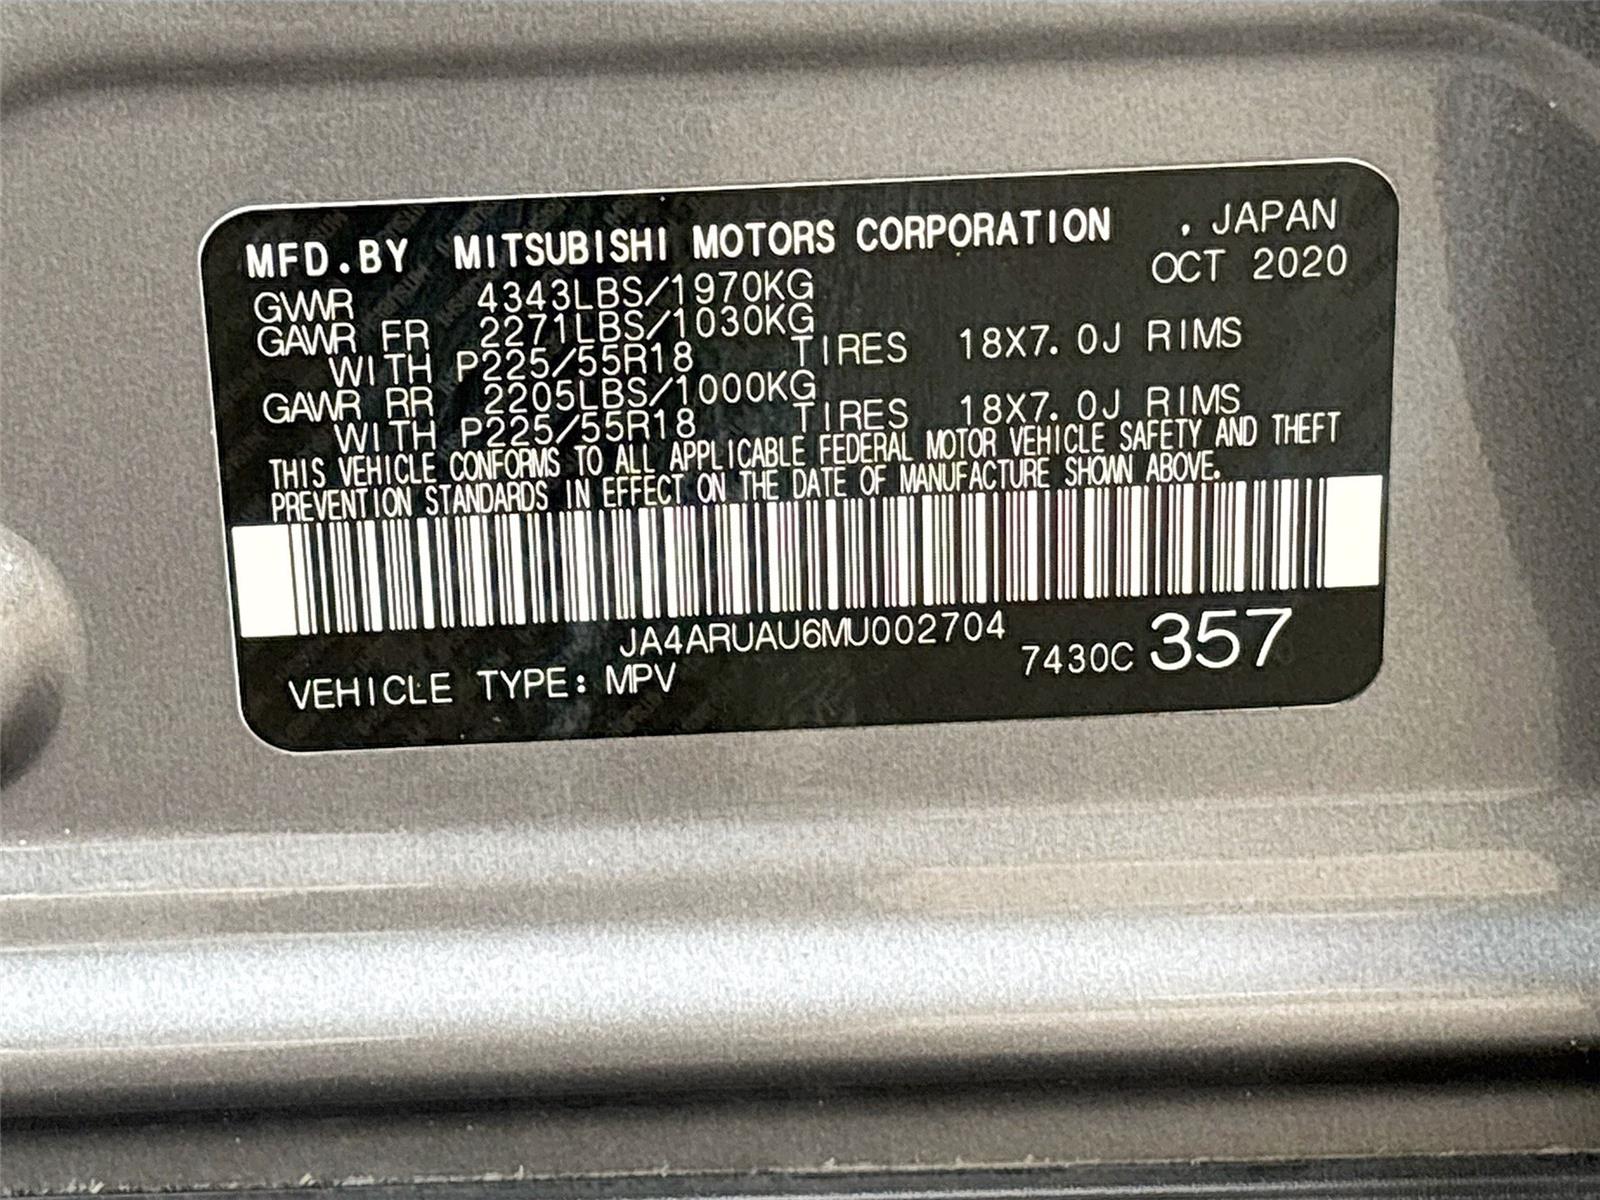 MFD.BY MITSUBISHI MOTORS CORPORATION , JAPAN
OCT 2020
GVWR 4343LBS/1970KG
GAWR FR 2271LBS/1030KG
WITH P225/55R18 TIRES 18X7.0J RIMS
GAWR RR 2205LBS/1000KG
WITH P225/55R18 TIRES 18X7.0J RIMS
THIS VEHICLE CONFORMS TO ALL APPLICABLE FEDERAL MOTOR VEHICLE SAFETY AND THEFT
PREVENTION STANDARDS IN EFFECT ON THE DATE OF MANUFACTURE SHOWN ABOVE.
JA4ARUAU6MU002704
7430C 357
VEHICLE TYPE: MPV